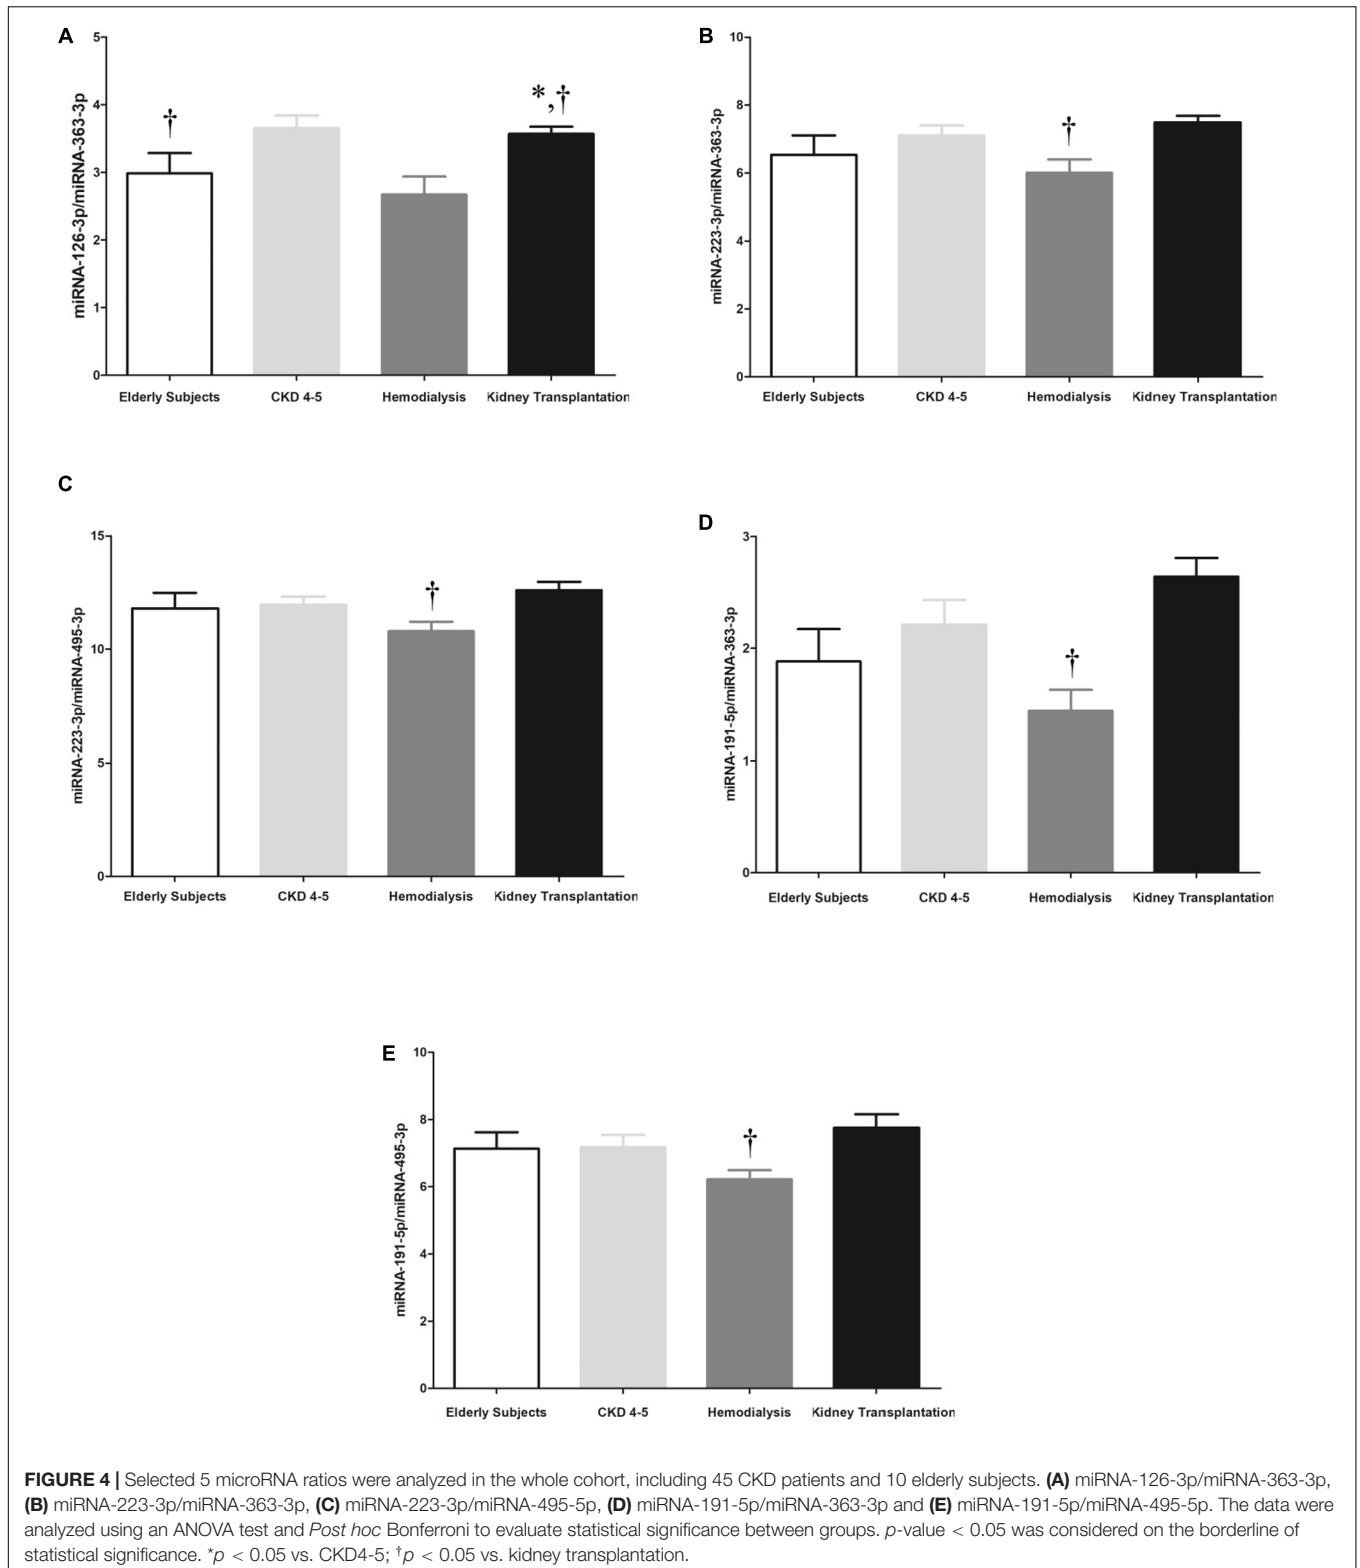 A
5
4
3
2
1
0
miRNA-126-3p/miRNA-363-3p
†
*,†
Elderly Subjects CKD 4-5 Hemodialysis Kidney Transplantation
B
10
8
6
4
2
0
miRNA-223-3p/miRNA-363-3p
†
Elderly Subjects CKD 4-5 Hemodialysis Kidney Transplantation
C
15
10
5
0
miRNA-223-3p/miRNA-495-3p
†
Elderly Subjects CKD 4-5 Hemodialysis Kidney Transplantation
D
3
2
1
0
miRNA-191-5p/miRNA-363-3p
†
Elderly Subjects CKD 4-5 Hemodialysis Kidney Transplantation
E
10
8
6
4
2
0
miRNA-191-5p/miRNA-495-3p
†
Elderly Subjects CKD 4-5 Hemodialysis Kidney Transplantation
FIGURE 4 | Selected 5 microRNA ratios were analyzed in the whole cohort, including 45 CKD patients and 10 elderly subjects. (A) miRNA-126-3p/miRNA-363-3p,
(B) miRNA-223-3p/miRNA-363-3p, (C) miRNA-223-3p/miRNA-495-5p, (D) miRNA-191-5p/miRNA-363-3p and (E) miRNA-191-5p/miRNA-495-5p. The data were
analyzed using an ANOVA test and Post hoc Bonferroni to evaluate statistical significance between groups. p-value < 0.05 was considered on the borderline of
statistical significance. *p < 0.05 vs. CKD4-5; †p < 0.05 vs. kidney transplantation.